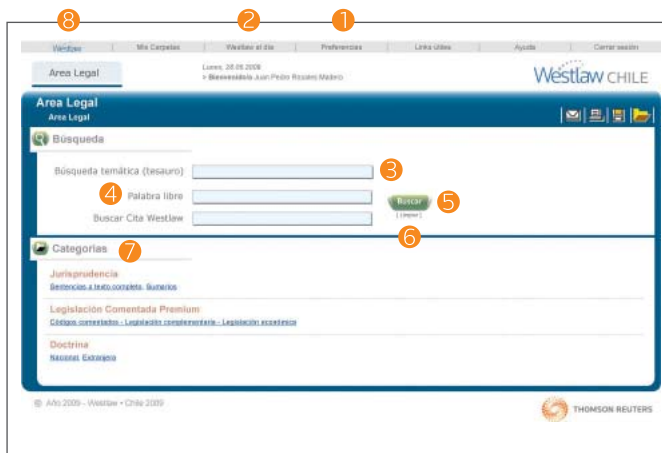 8 2 1
Westlaw | Mis Carpetas | Westlaw al día | Preferencias | Links útiles | Ayuda | Cerrar sesión
Area Legal
Lunes, 28.09.2009
> Bienvenido/a Juan Pedro Rosales Madero
Westlaw CHILE
Area Legal
Area Legal
Búsqueda
Búsqueda temática (tesauro) 3
4 Palabra libre
Buscar 5
[ Limpiar ]
Buscar Cita Westlaw
6
Categorías 7
Jurisprudencia
Sentencias a texto completo, Sumarios
Legislación Comentada Premium
Códigos comentados - Legislación complementaria - Legislación económica
Doctrina
Nacional, Extranjera
© Año 2009 - Westlaw • Chile 2009
THOMSON REUTERS